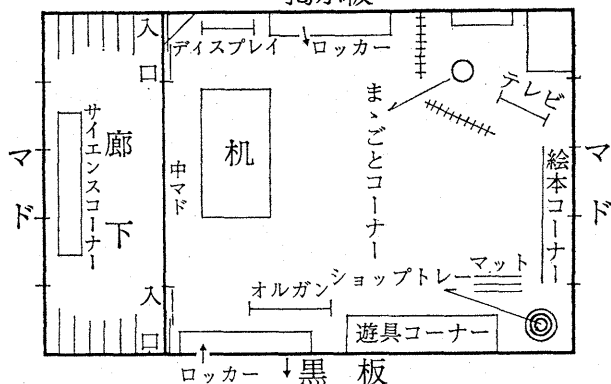 入口
ディスプレイ
ロッカー
テレビ
まゝごとコーナー
机
中マド
サイエンスコーナー
廊下
マド
マド
絵本コーナー
マット
ショップトレー
オルガン
入口
遊具コーナー
ロッカー
黒板